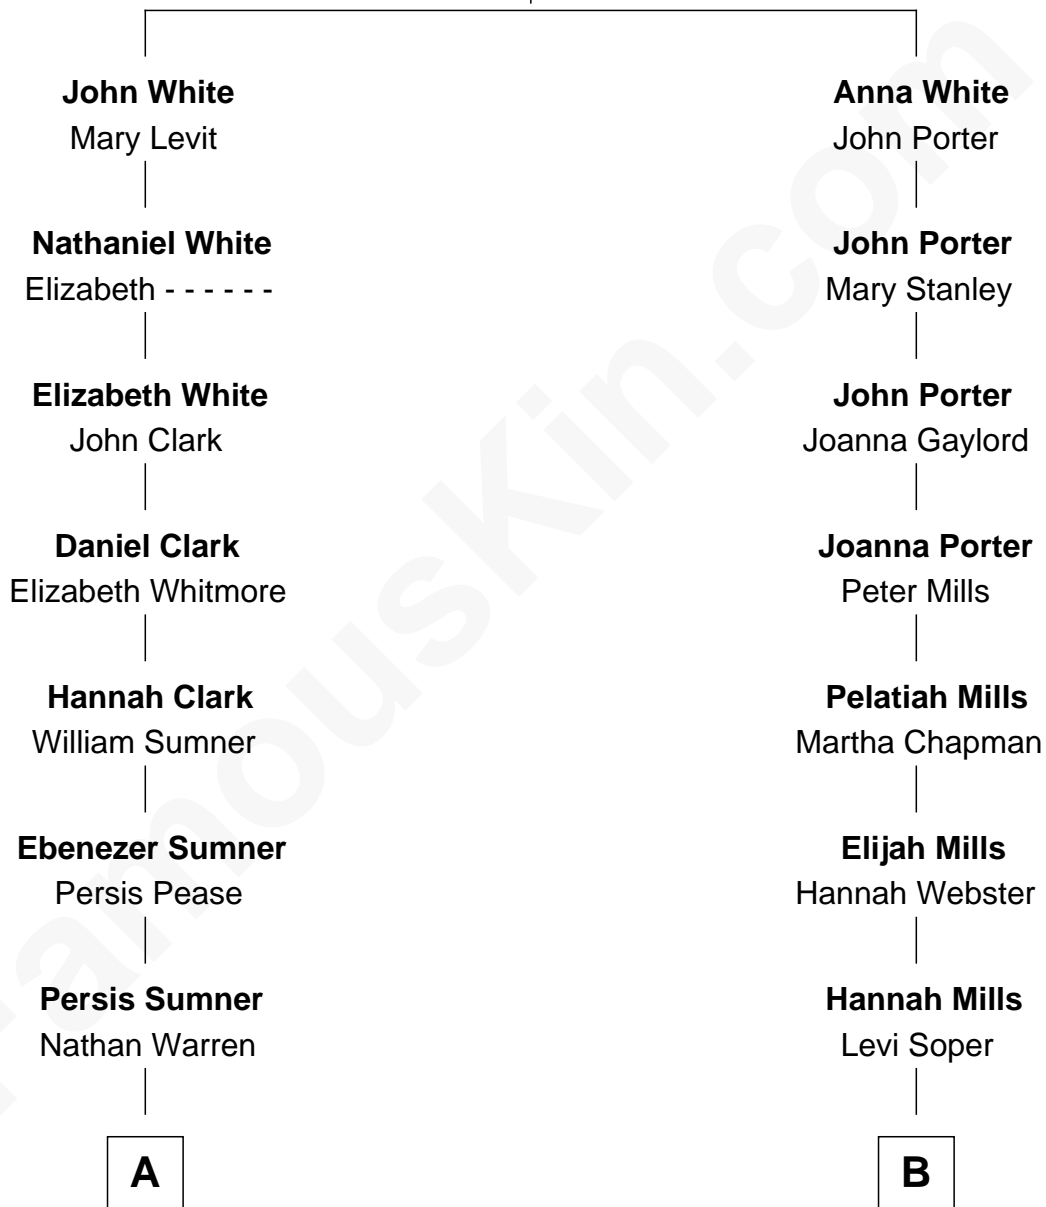 John White
Mary Levit
Nathaniel White
Elizabeth - - - - - -
Elizabeth White
John Clark
Daniel Clark
Elizabeth Whitmore
Hannah Clark
William Sumner
Ebenezer Sumner
Persis Pease
Persis Sumner
Nathan Warren
A
Anna White
John Porter
John Porter
Mary Stanley
John Porter
Joanna Gaylord
Joanna Porter
Peter Mills
Pelatiah Mills
Martha Chapman
Elijah Mills
Hannah Webster
Hannah Mills
Levi Soper
B
FamousKin.com